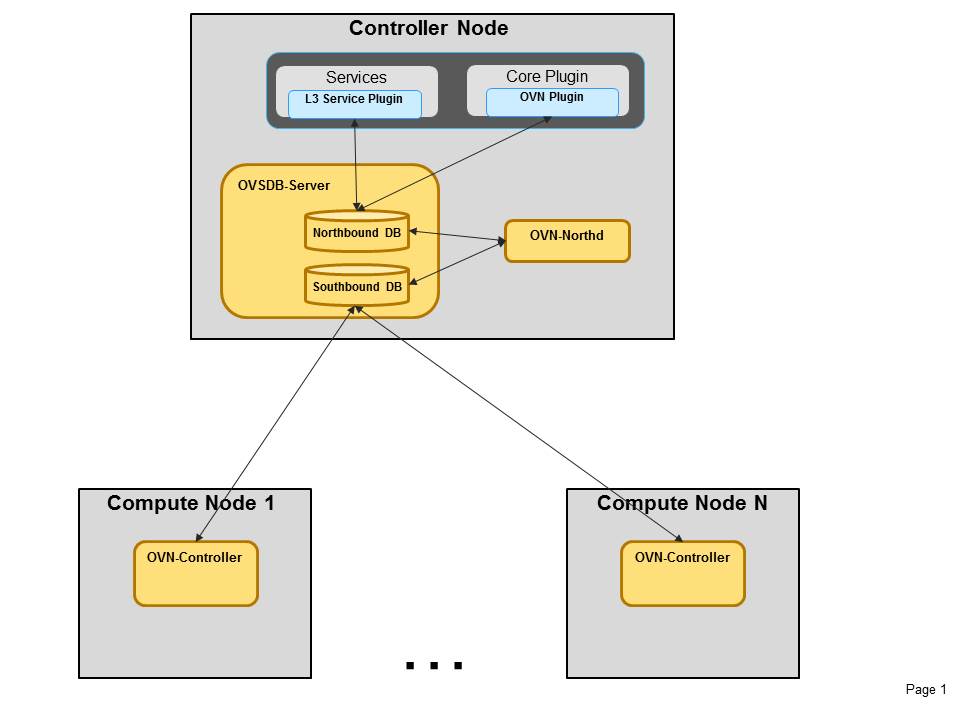 Controller Node
Services
Core Plugin
L3 Service Plugin
OVN Plugin
OVSDB-Server
Northbound DB
OVN-Northd
Southbound DB
Compute Node 1
Compute Node N
OVN-Controller
OVN-Controller
...
Page 1